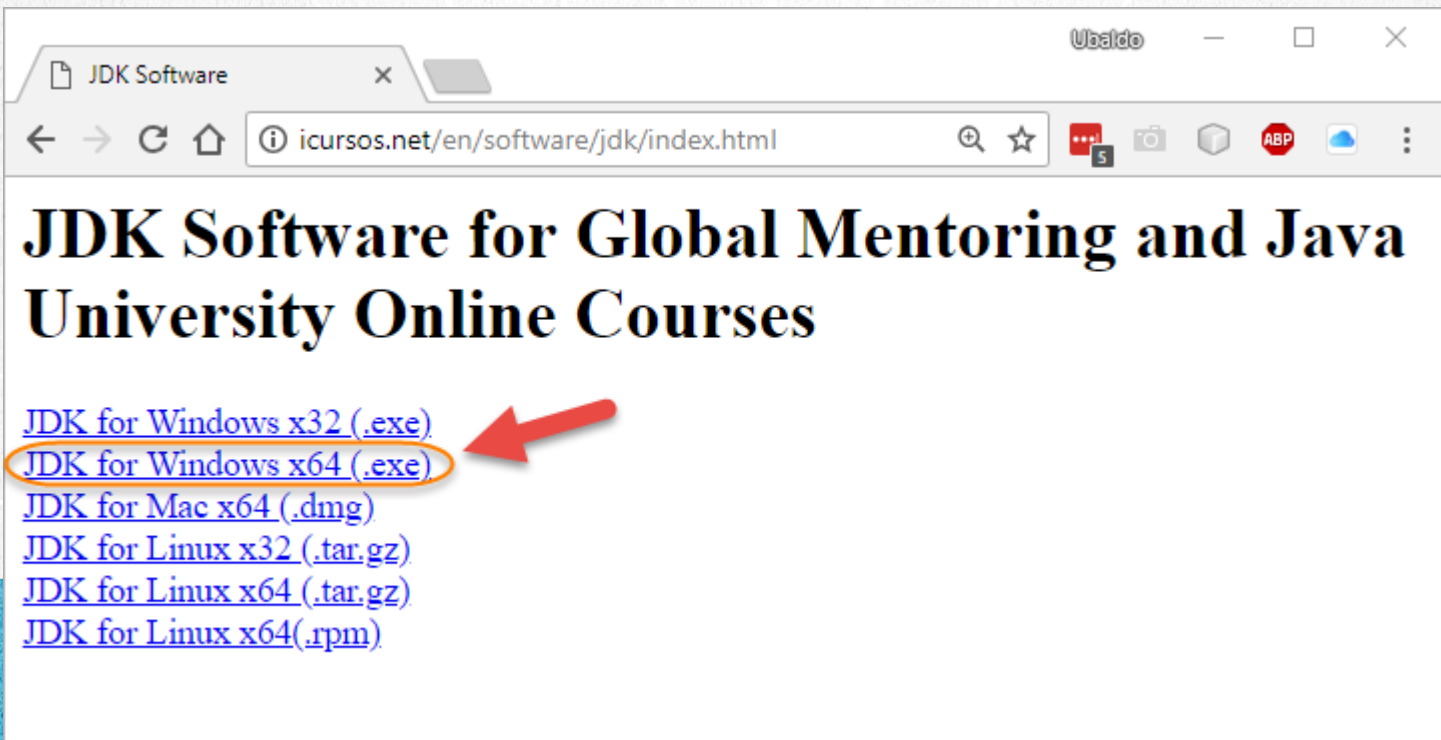 Ubaldo
JDK Software
icursos.net/en/software/jdk/index.html
5
ABP
JDK Software for Global Mentoring and Java
University Online Courses
JDK for Windows x32 (.exe)
JDK for Windows x64 (.exe)
JDK for Mac x64 (.dmg)
JDK for Linux x32 (.tar.gz)
JDK for Linux x64 (.tar.gz)
JDK for Linux x64(.rpm)